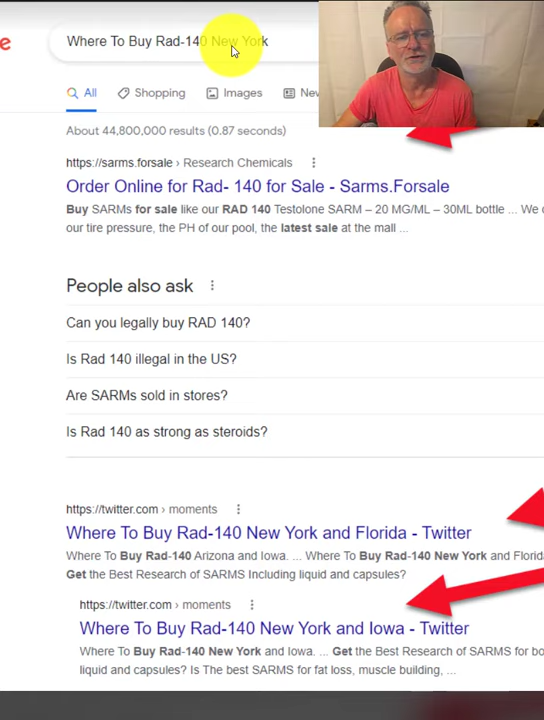 Where To Buy Rad-140 New York
All Shopping Images
About 44,800,000 results (0.87 seconds)
https://sarms.forsale › Research Chemicals
Order Online for Rad- 140 for Sale - Sarms.Forsale
Buy SARMs for sale like our RAD 140 Testolone SARM – 20 MG/ML – 30ML bottle ... We
our tire pressure, the PH of our pool, the latest sale at the mall ...
People also ask
Can you legally buy RAD 140?
Is Rad 140 illegal in the US?
Are SARMs sold in stores?
Is Rad 140 as strong as steroids?
https://twitter.com › moments
Where To Buy Rad-140 New York and Florida - Twitter
Where To Buy Rad-140 Arizona and Iowa. ... Where To Buy Rad-140 New York and
Get the Best Research of SARMS Including liquid and capsules?
https://twitter.com › moments
Where To Buy Rad-140 New York and Iowa - Twitter
Where To Buy Rad-140 New York and Iowa. ... Get the Best Research of SARMS for
liquid and capsules? Is The best SARMS for fat loss, muscle building, ...